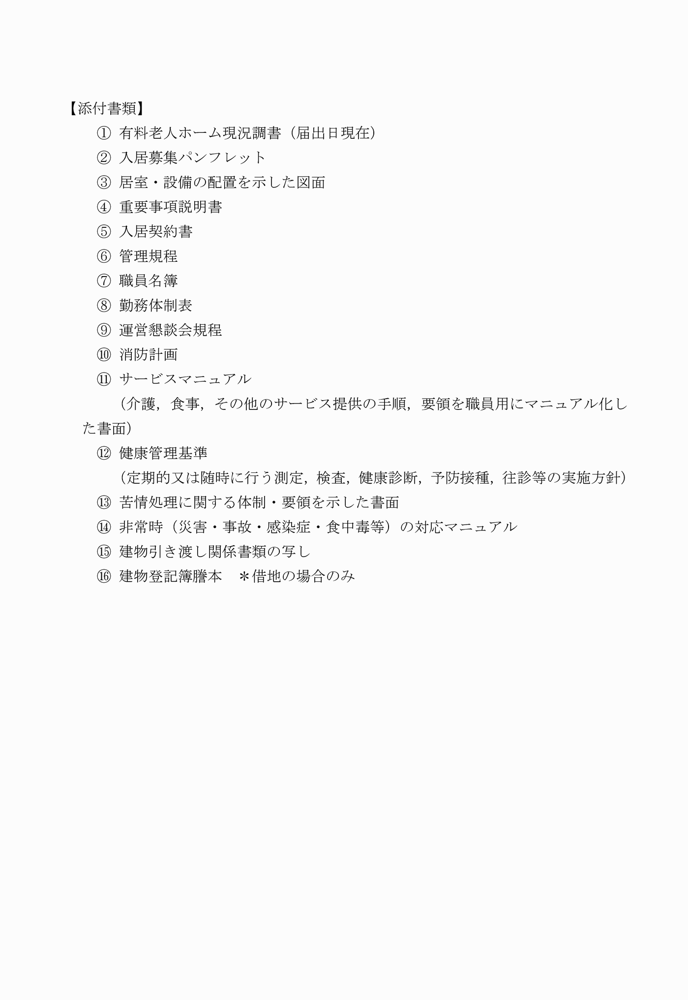 【添付書類】
① 有料老人ホーム現況調書（届出日現在）
② 入居募集パンフレット
③ 居室・設備の配置を示した図面
④ 重要事項説明書
⑤ 入居契約書
⑥ 管理規程
⑦ 職員名簿
⑧ 勤務体制表
⑨ 運営懇談会規程
⑩ 消防計画
⑪ サービスマニュアル
（介護，食事，その他のサービス提供の手順，要領を職員用にマニュアル化し
た書面）
⑫ 健康管理基準
（定期的又は随時に行う測定，検査，健康診断，予防接種，往診等の実施方針）
⑬ 苦情処理に関する体制・要領を示した書面
⑭ 非常時（災害・事故・感染症・食中毒等）の対応マニュアル
⑮ 建物引き渡し関係書類の写し
⑯ 建物登記簿謄本　＊借地の場合のみ